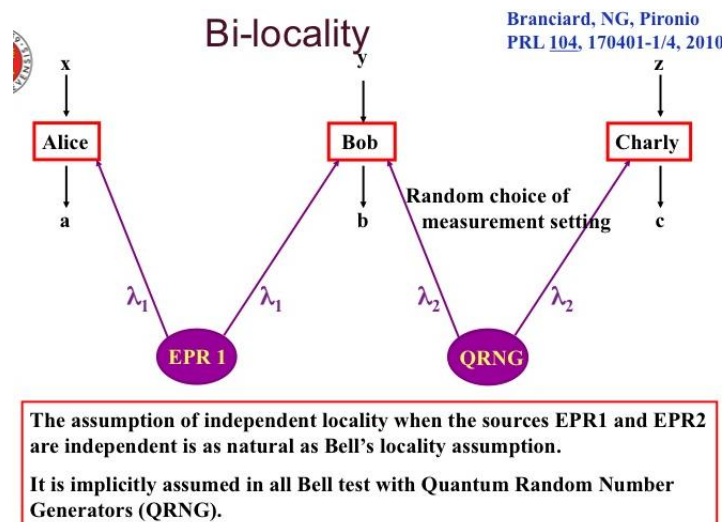 Bi-locality
Branciard, NG, Pironio
PRL 104, 170401-1/4, 2010
x
y
z
Alice
Bob
Charly
Random choice of
measurement setting
a
b
c
λ1
λ1
λ2
λ2
EPR 1
QRNG
The assumption of independent locality when the sources EPR1 and EPR2
are independent is as natural as Bell's locality assumption.
It is implicitly assumed in all Bell test with Quantum Random Number
Generators (QRNG).